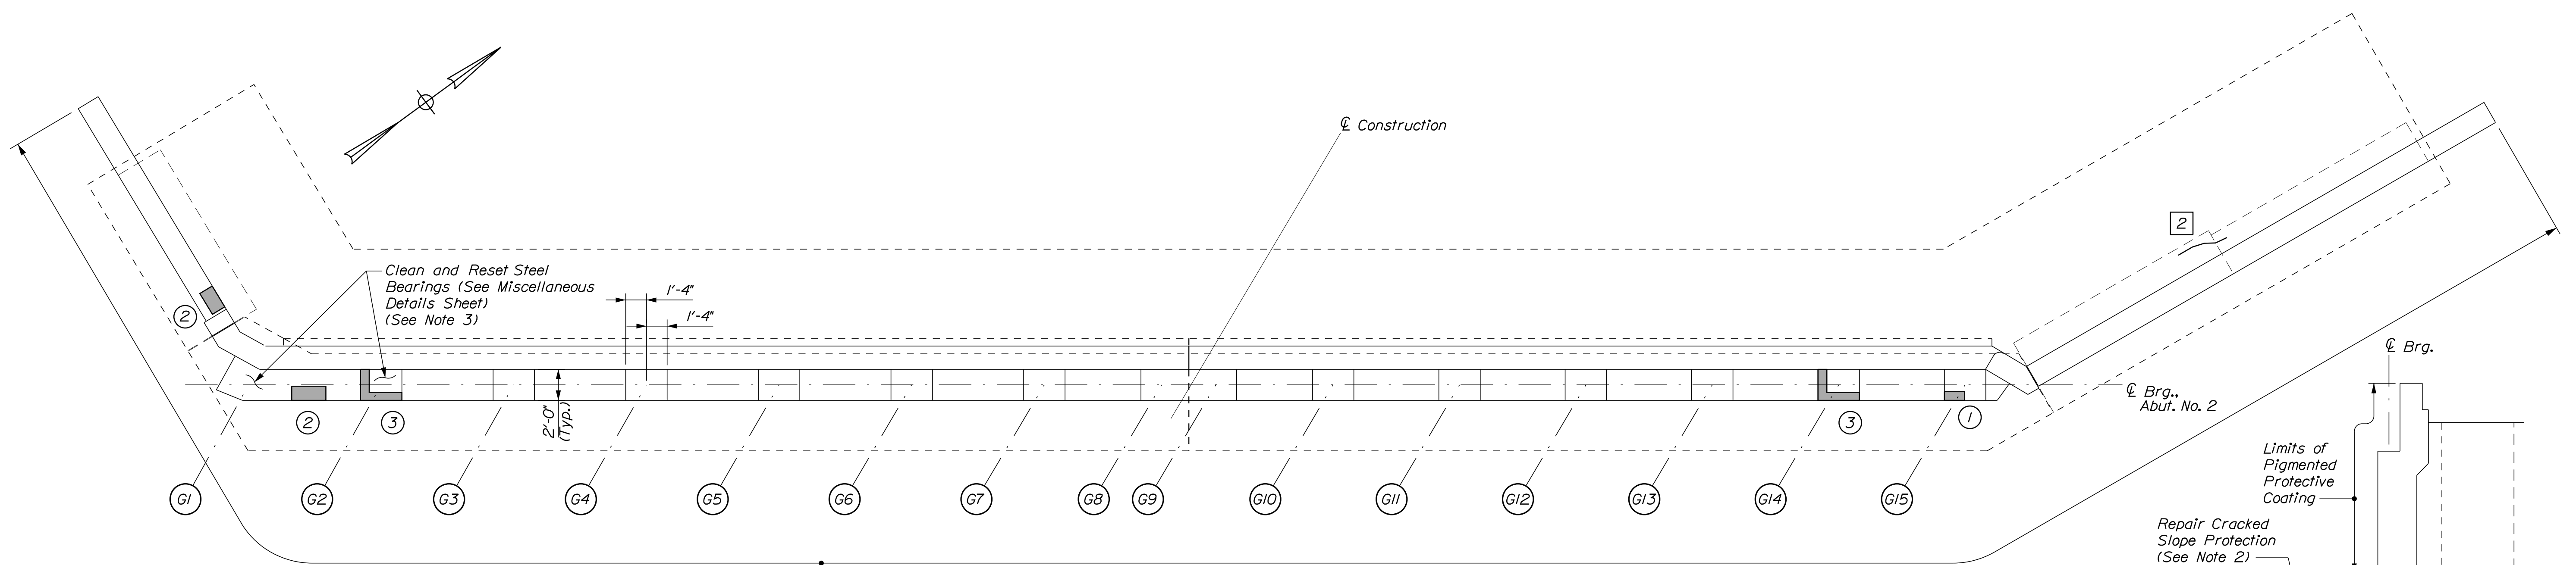 ℄ Construction
2
Clean and Reset Steel
Bearings (See Miscellaneous
Details Sheet)
(See Note 3)
1'-4"
1'-4"
2
℄ Brg.
℄ Brg.,
Abut. No. 2
2
3
2'-0"
(Typ.)
3
1
Limits of
Pigmented
Protective
Coating
G1
G2
G3
G4
G5
G6
G7
G8
G9
G10
G11
G12
G13
G14
G15
Repair Cracked
Slope Protection
(See Note 2)